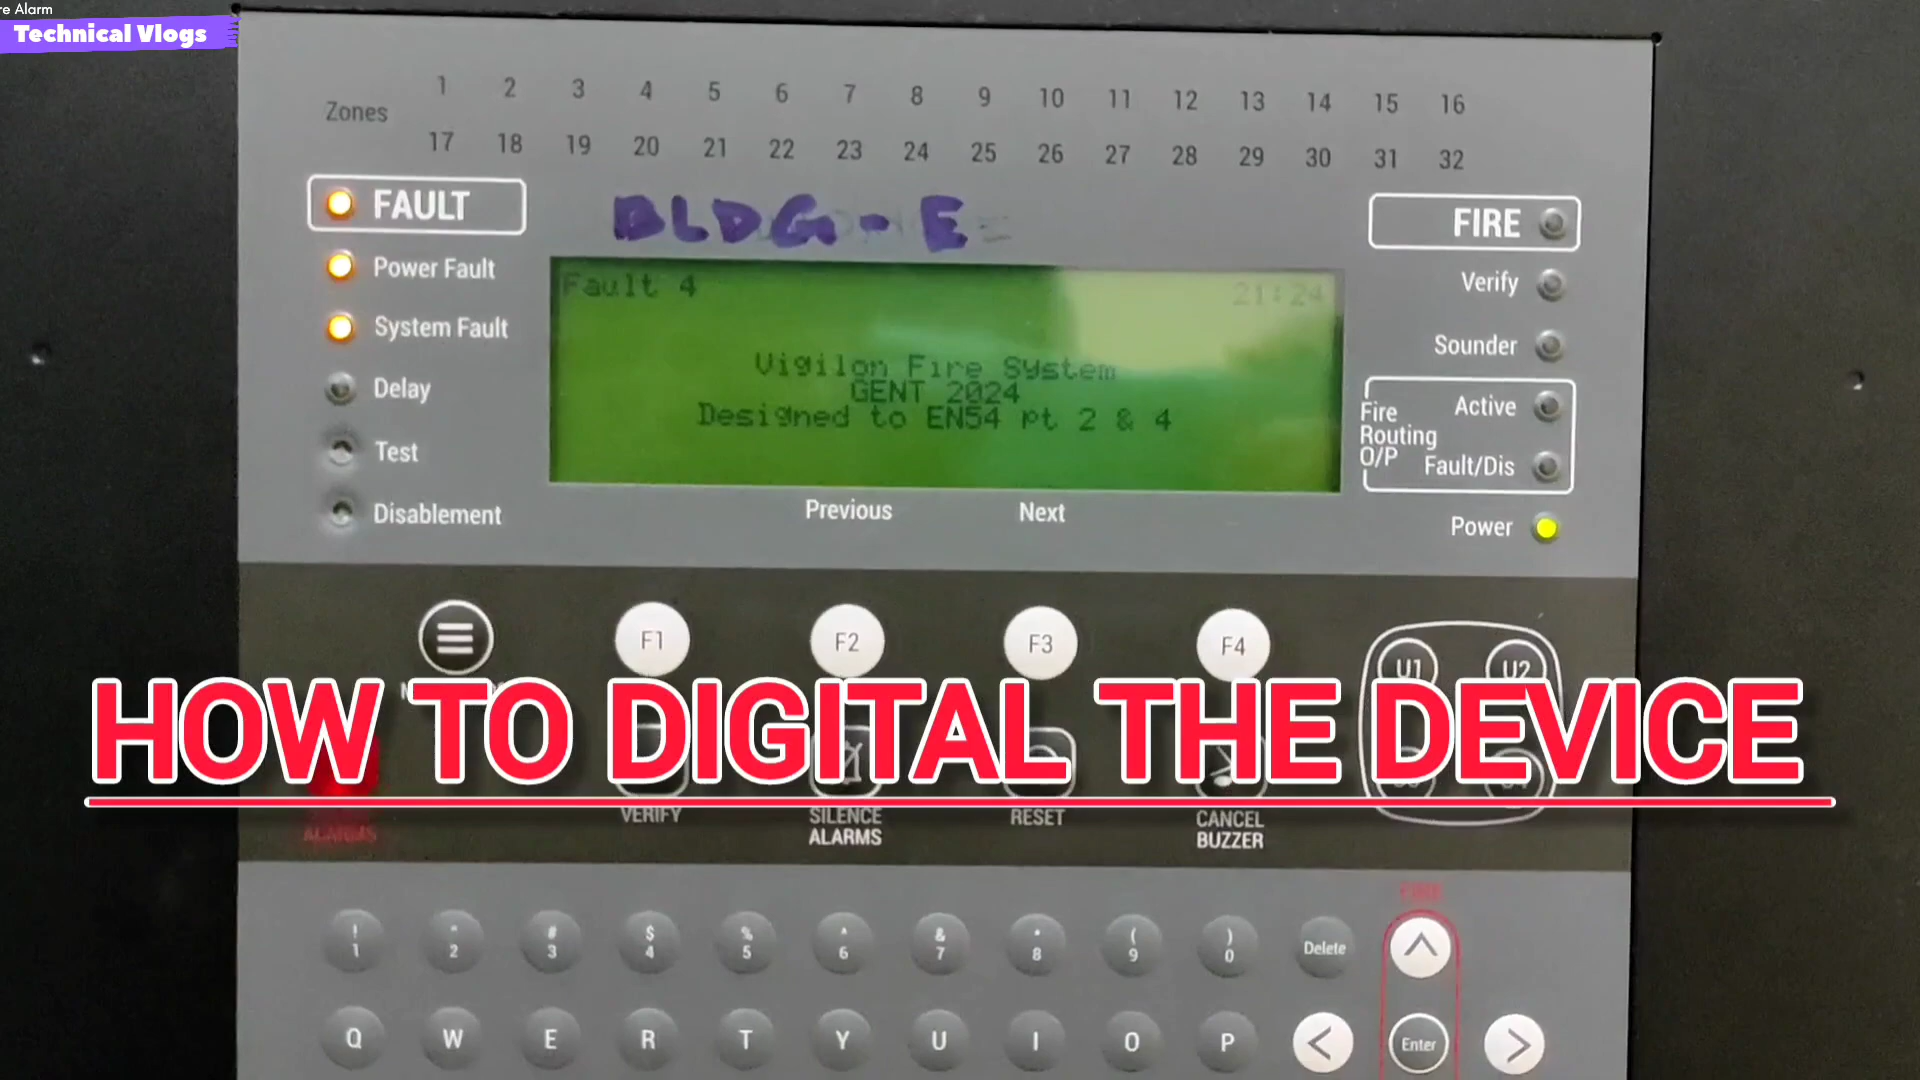 re Alarm
Technical Vlogs
Zones
1 2 3 4 5 6 7 8 9 10 11 12 13 14 15 16
17 18 19 20 21 22 23 24 25 26 27 28 29 30 31 32
FAULT
BLDG-E
FIRE
Power Fault
System Fault
Delay
Test
Disablement
Fault 4 21:24
Vigilon Fire System
GENT 2024
Designed to EN54 pt 2 & 4
Previous Next
Verify
Sounder
Fire
Routing
O/P
Active
Fault/Dis
Power
F1 F2 F3 F4
U1 U2
HOW TO DIGITAL THE DEVICE
ALARMS
VERIFY
SILENCE
ALARMS
RESET
CANCEL
BUZZER
FIRE
! 1 " 2 # 3 $ 4 % 5 ^ 6 & 7 * 8 ( 9 ) 0 Delete
Q W E R T Y U I O P < Enter >